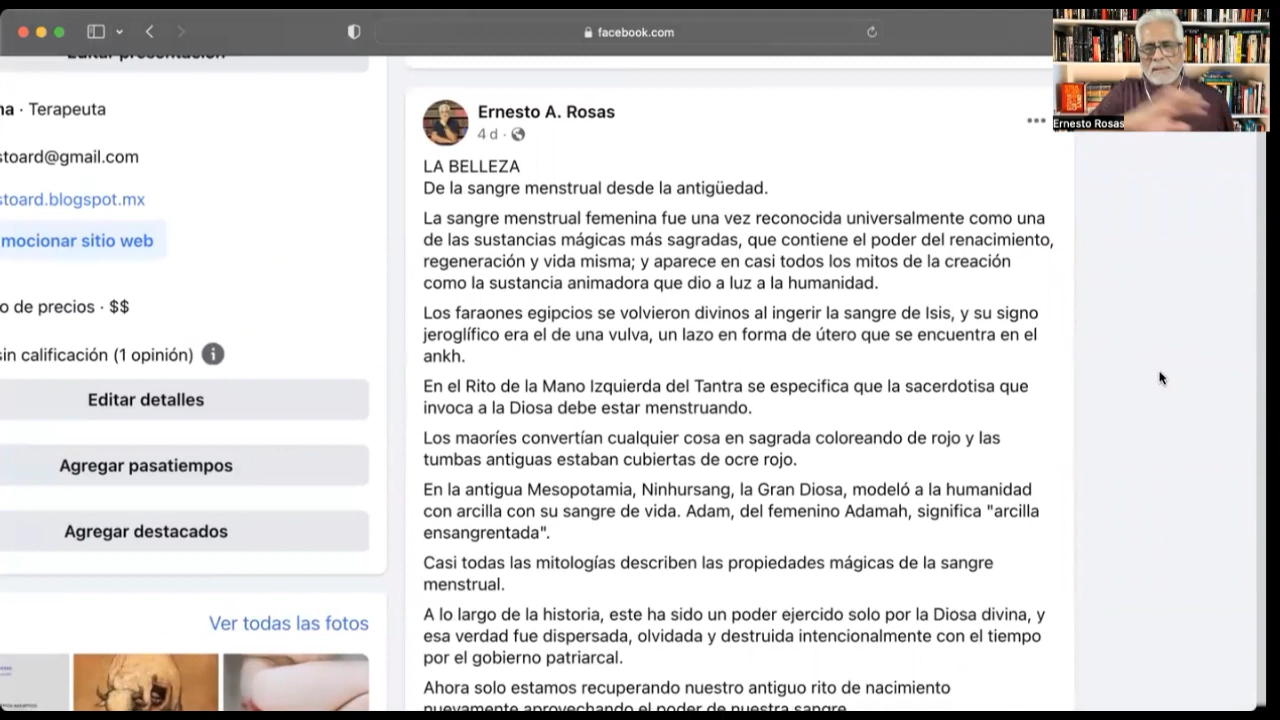 facebook.com
Editar presentación
na · Terapeuta
stoard@gmail.com
stoard.blogspot.mx
mocionar sitio web
o de precios · $$
sin calificación (1 opinión)
Editar detalles
Agregar pasatiempos
Agregar destacados
Ver todas las fotos
Ernesto A. Rosas
4 d ·
LA BELLEZA
De la sangre menstrual desde la antigüedad.
La sangre menstrual femenina fue una vez reconocida universalmente como una
de las sustancias mágicas más sagradas, que contiene el poder del renacimiento,
regeneración y vida misma; y aparece en casi todos los mitos de la creación
como la sustancia animadora que dio a luz a la humanidad.
Los faraones egipcios se volvieron divinos al ingerir la sangre de Isis, y su signo
jeroglífico era el de una vulva, un lazo en forma de útero que se encuentra en el
ankh.
En el Rito de la Mano Izquierda del Tantra se especifica que la sacerdotisa que
invoca a la Diosa debe estar menstruando.
Los maoríes convertían cualquier cosa en sagrada coloreando de rojo y las
tumbas antiguas estaban cubiertas de ocre rojo.
En la antigua Mesopotamia, Ninhursang, la Gran Diosa, modeló a la humanidad
con arcilla con su sangre de vida. Adam, del femenino Adamah, significa "arcilla
ensangrentada".
Casi todas las mitologías describen las propiedades mágicas de la sangre
menstrual.
A lo largo de la historia, este ha sido un poder ejercido solo por la Diosa divina, y
esa verdad fue dispersada, olvidada y destruida intencionalmente con el tiempo
por el gobierno patriarcal.
Ahora solo estamos recuperando nuestro antiguo rito de nacimiento
nuevamente aprovechando el poder de nuestra sangre
Ernesto Rosas